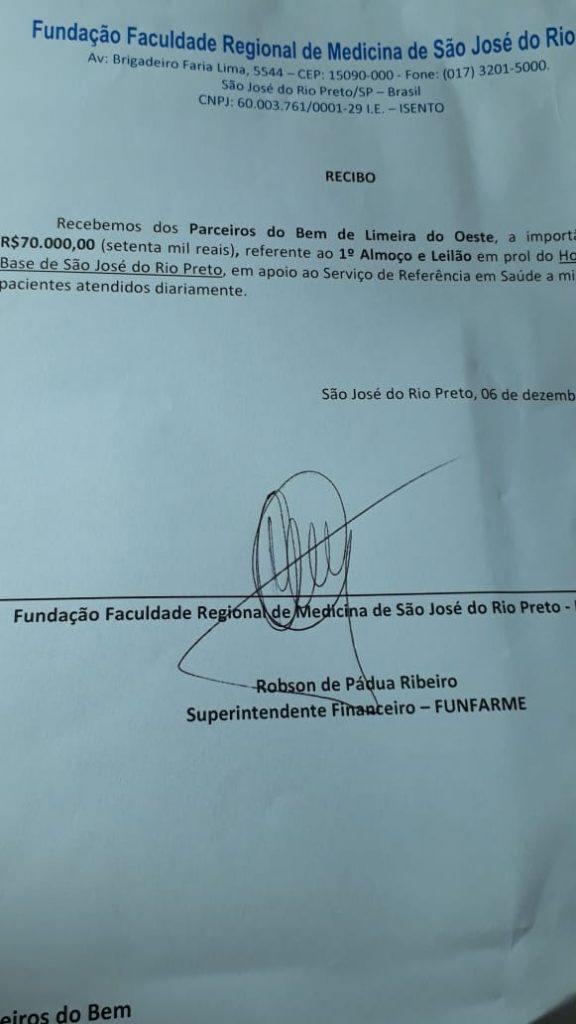 Fundação Faculdade Regional de Medicina de São José do Rio
Av: Brigadeiro Faria Lima, 5544 – CEP: 15090-000 - Fone: (017) 3201-5000.
São José do Rio Preto/SP – Brasil
CNPJ: 60.003.761/0001-29 I.E. – ISENTO
RECIBO
Recebemos dos Parceiros do Bem de Limeira do Oeste, a
R$70.000,00 (setenta mil reais), referente ao 1º Almoço e Leilão em prol do
Base de São José do Rio Preto, em apoio ao Serviço de Referência em Saúde a
pacientes atendidos diariamente.
São José do Rio Preto, 06 de
Fundação Faculdade Regional de Medicina de São José do Rio Preto -
Robson de Pádua Ribeiro
Superintendente Financeiro – FUNFARME
do Bem